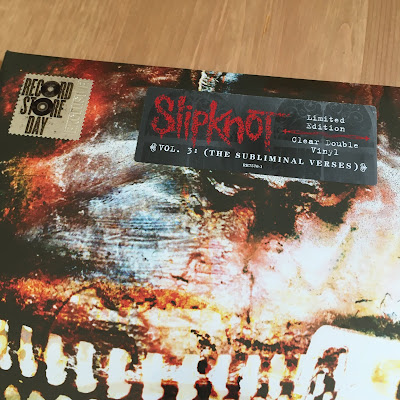 RECORD
STORE
DAY
SLIPKNOT
Limited
Edition
Clear Double
Vinyl
VOL. 3: (THE SUBLIMINAL VERSES)